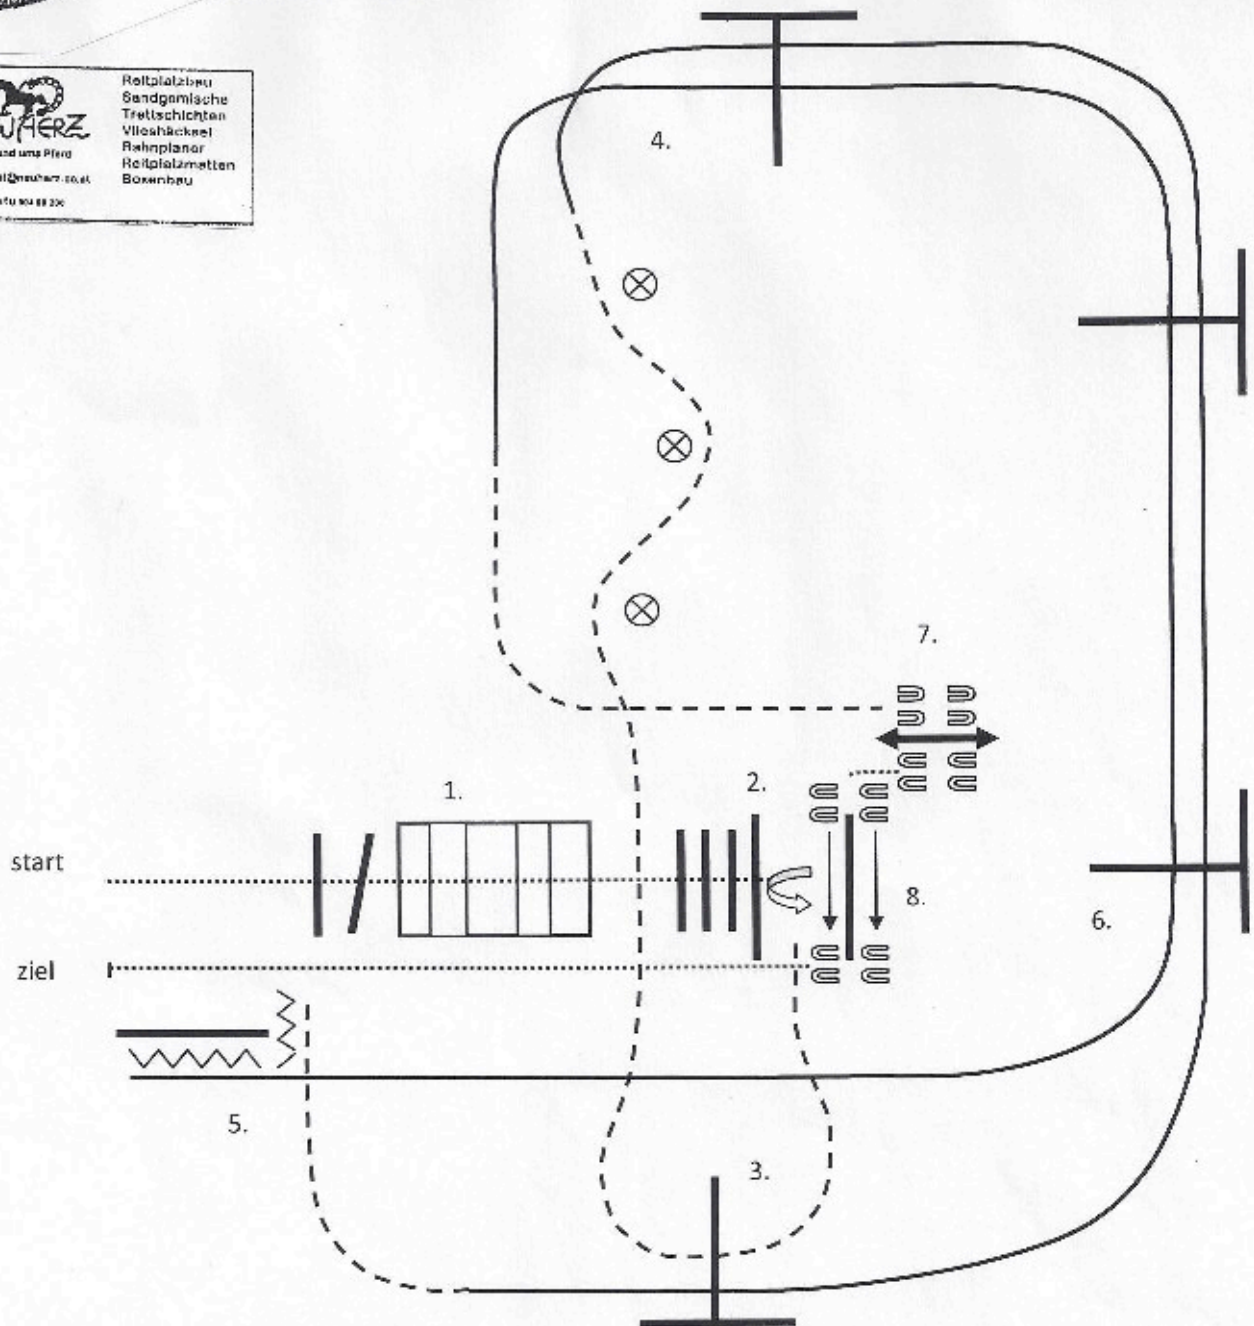 Reitplatzbau
Sandgemische
Trettschichten
Vlieshäcksel
Bahnplaner
Reitplatzmatten
Boxenbau
4.
7.
1.
2.
start
8.
6.
ziel
5.
3.